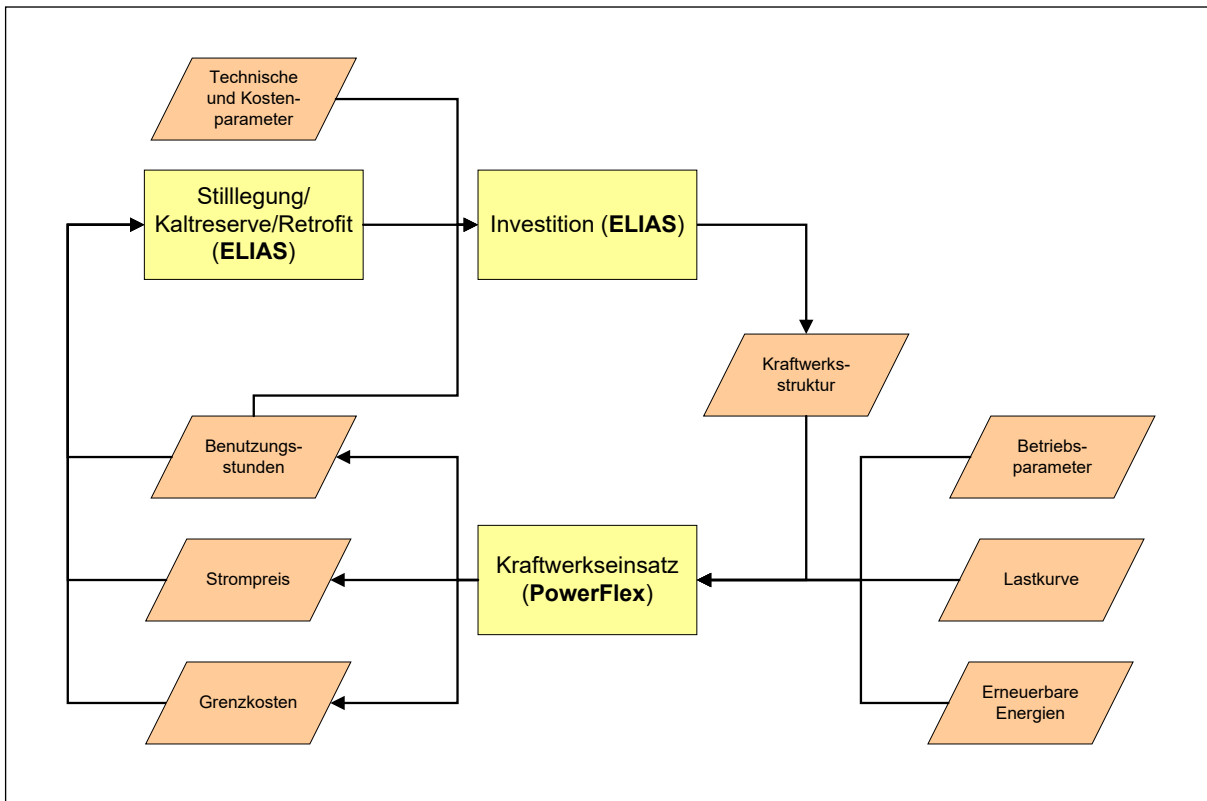 Technische
und Kosten-
parameter
Stilllegung/
Kaltreserve/Retrofit
(ELIAS)
Investition (ELIAS)
Kraftwerks-
struktur
Benutzungs-
stunden
Betriebs-
parameter
Strompreis
Kraftwerkseinsatz
(PowerFlex)
Lastkurve
Grenzkosten
Erneuerbare
Energien